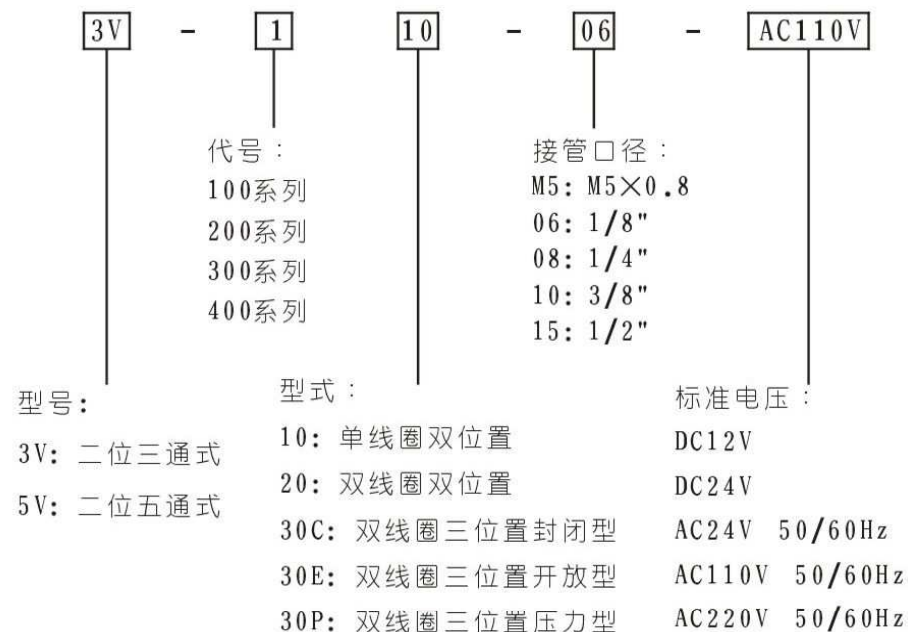 3V - 1 10 - 06 - AC110V
代号：
100系列
200系列
300系列
400系列
接管口径：
M5: M5×0.8
06: 1/8"
08: 1/4"
10: 3/8"
15: 1/2"
型号:
3V: 二位三通式
5V: 二位五通式
型式：
10: 单线圈双位置
20: 双线圈双位置
30C: 双线圈三位置封闭型
30E: 双线圈三位置开放型
30P: 双线圈三位置压力型
标准电压：
DC12V
DC24V
AC24V 50/60Hz
AC110V 50/60Hz
AC220V 50/60Hz